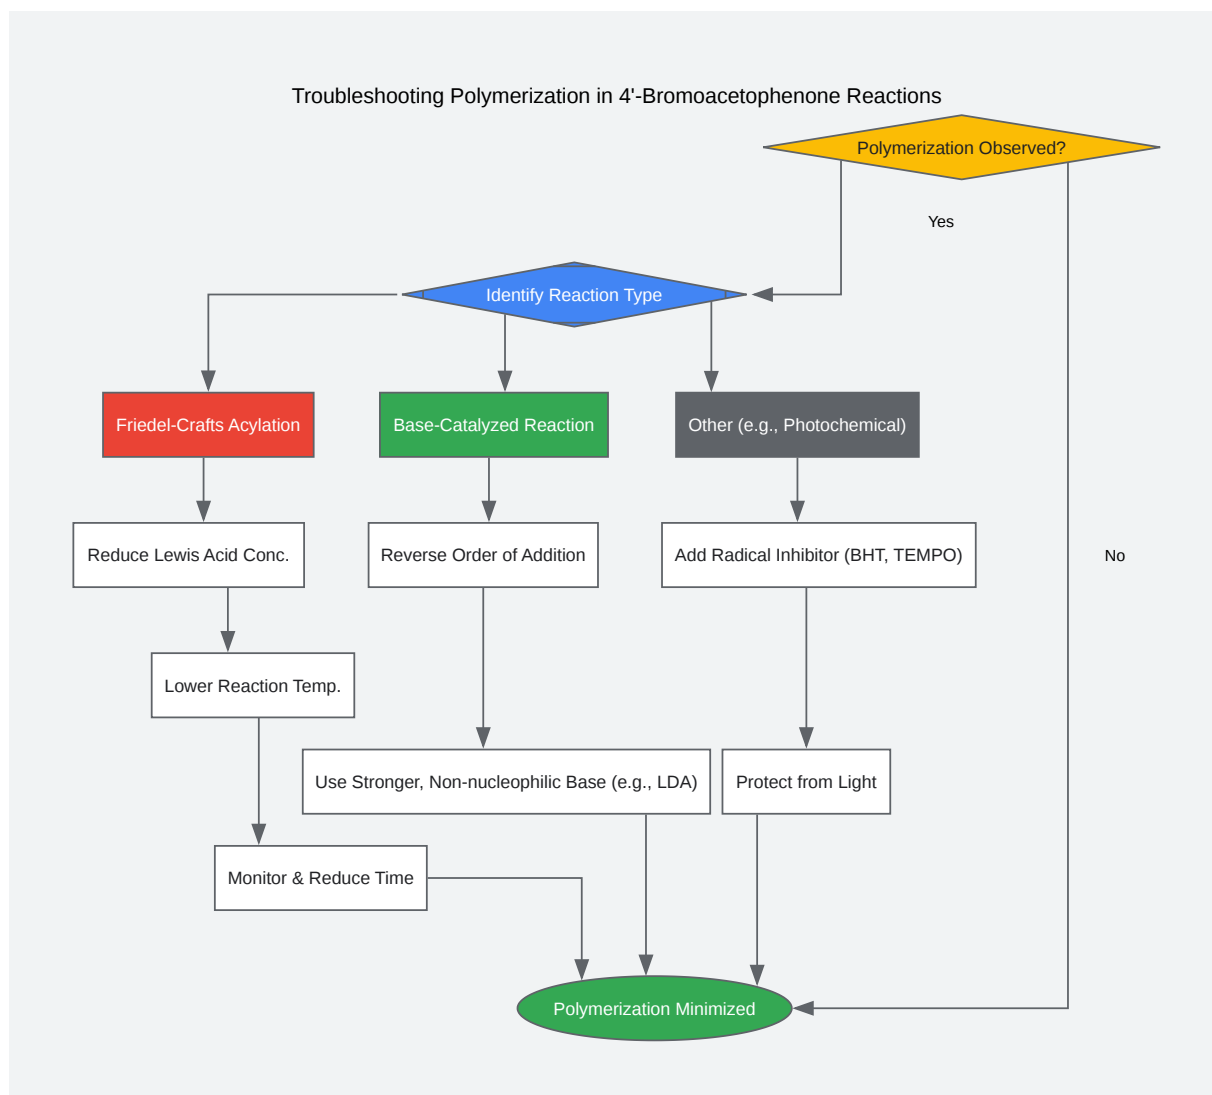 Troubleshooting Polymerization in 4'-Bromoacetophenone Reactions
Polymerization Observed?
Yes
Identify Reaction Type
Friedel-Crafts Acylation
Base-Catalyzed Reaction
Other (e.g., Photochemical)
Reduce Lewis Acid Conc.
Reverse Order of Addition
Add Radical Inhibitor (BHT, TEMPO)
No
Lower Reaction Temp.
Use Stronger, Non-nucleophilic Base (e.g., LDA)
Protect from Light
Monitor & Reduce Time
Polymerization Minimized